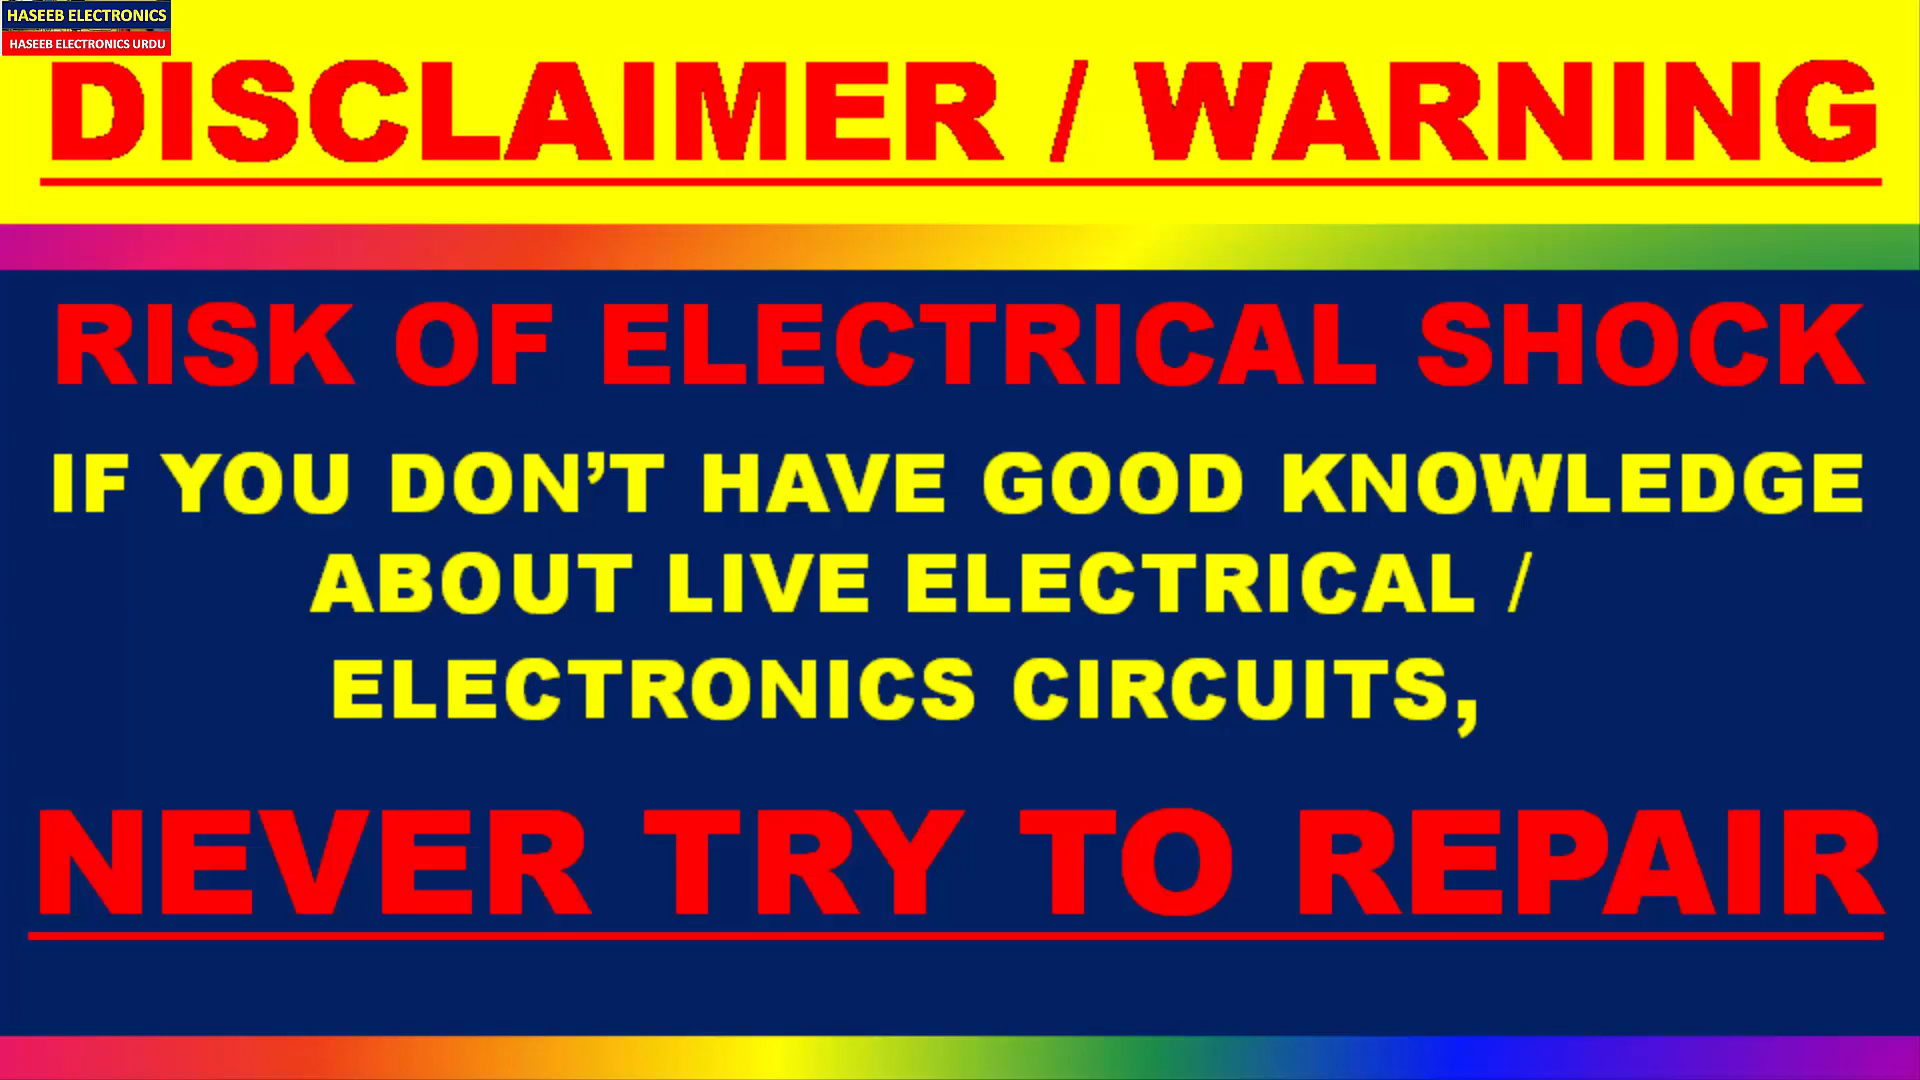 HASEEB ELECTRONICS
HASEEB ELECTRONICS URDU
DISCLAIMER / WARNING
RISK OF ELECTRICAL SHOCK
IF YOU DON’T HAVE GOOD KNOWLEDGE
ABOUT LIVE ELECTRICAL /
ELECTRONICS CIRCUITS,
NEVER TRY TO REPAIR